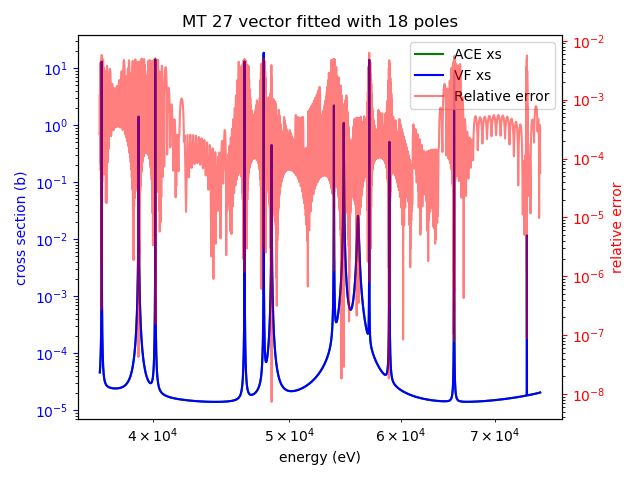 MT 27 vector fitted with 18 poles
ACE xs
VF xs
Relative error
cross section (b)
10¹
10⁰
10⁻¹
10⁻²
10⁻³
10⁻⁴
10⁻⁵
relative error
10⁻²
10⁻³
10⁻⁴
10⁻⁵
10⁻⁶
10⁻⁷
10⁻⁸
4 × 10⁴ 5 × 10⁴ 6 × 10⁴ 7 × 10⁴
energy (eV)